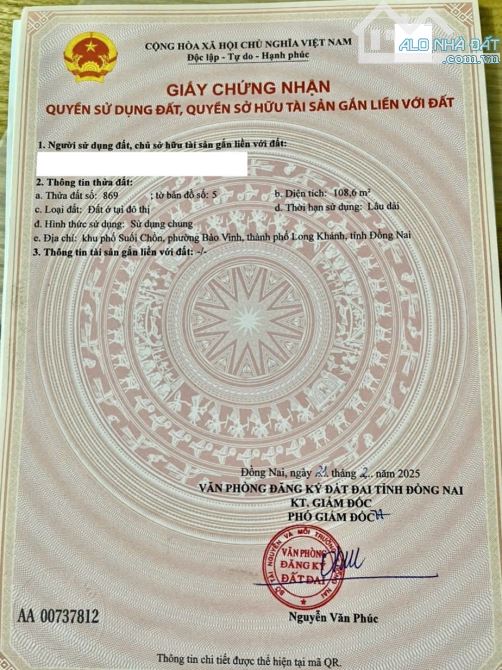 ALO NHÀ ĐẤT
CỘNG HÒA XÃ HỘI CHỦ NGHĨA VIỆT NAM
Độc lập - Tự do - Hạnh phúc
GIẤY CHỨNG NHẬN
QUYỀN SỬ DỤNG ĐẤT, QUYỀN SỞ HỮU TÀI SẢN GẮN LIỀN VỚI ĐẤT
1. Người sử dụng đất, chủ sở hữu tài sản gắn liền với đất:
2. Thông tin thửa đất:
a. Thửa đất số: 869 ; tờ bản đồ số: 5 b. Diện tích: 108,6 m²
c. Loại đất: Đất ở tại đô thị d. Thời hạn sử dụng: Lâu dài
đ. Hình thức sử dụng: Sử dụng chung
e. Địa chỉ: khu phố Suối Chồn, phường Bảo Vinh, thành phố Long Khánh, tỉnh Đồng Nai
3. Thông tin tài sản gắn liền với đất: -/-
Đồng Nai, ngày 21 tháng 2 năm 2025
VĂN PHÒNG ĐĂNG KÝ ĐẤT ĐAI TỈNH ĐỒNG NAI
KT. GIÁM ĐỐC
PHÓ GIÁM ĐỐC
VĂN PHÒNG
ĐĂNG KÝ
ĐẤT ĐAI
AA 00737812
Nguyễn Văn Phúc
Thông tin chi tiết được thể hiện tại mã QR.